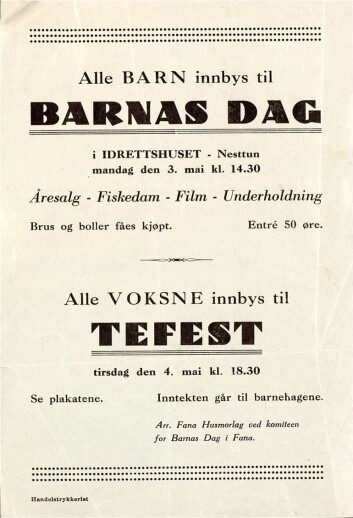 Alle BARN innbys til
BARNAS DAG
i IDRETTSHUSET - Nesttun
mandag den 3. mai kl. 14.30
Åresalg - Fiskedam - Film - Underholdning
Brus og boller fåes kjøpt. Entré 50 øre.
Alle VOKSNE innbys til
TEFEST
tirsdag den 4. mai kl. 18.30
Se plakatene. Inntekten går til barnehagene.
Arr. Fana Husmorlag ved komiteen
for Barnas Dag i Fana.
Handelstrykkeriet